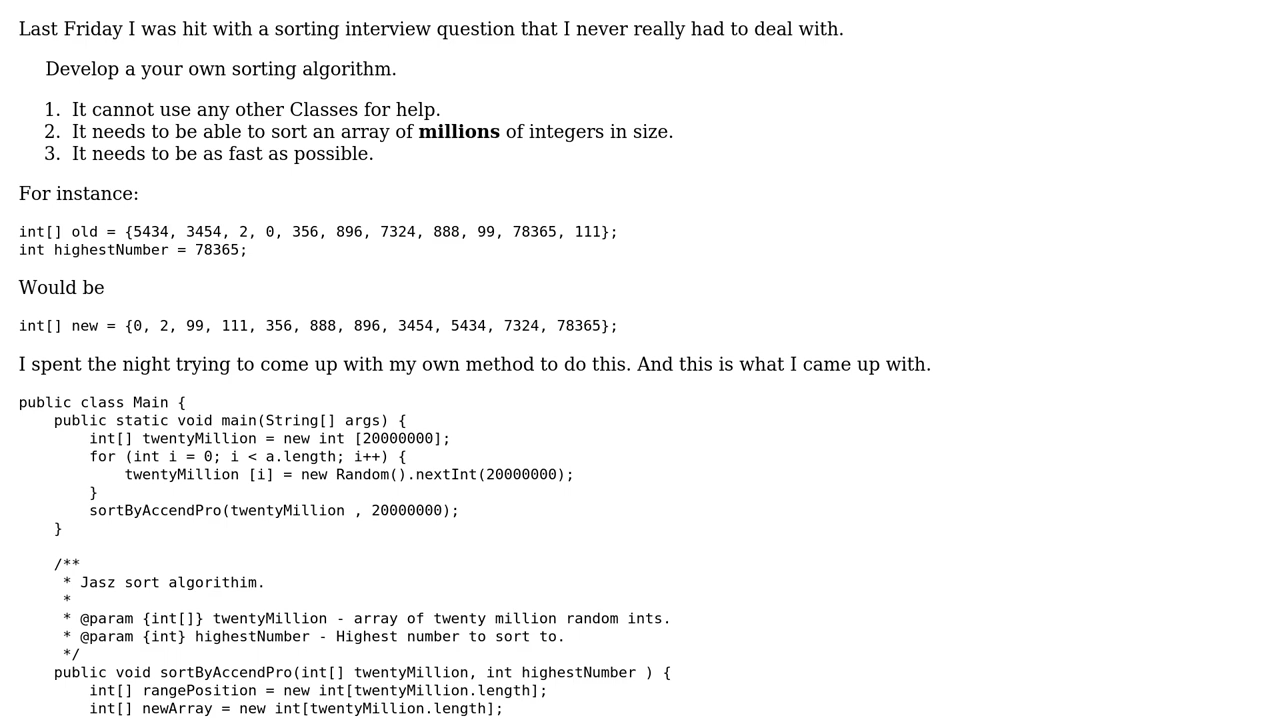 Last Friday I was hit with a sorting interview question that I never really had to deal with.
Develop a your own sorting algorithm.
1. It cannot use any other Classes for help.
2. It needs to be able to sort an array of millions of integers in size.
3. It needs to be as fast as possible.
For instance:
int[] old = {5434, 3454, 2, 0, 356, 896, 7324, 888, 99, 78365, 111};
int highestNumber = 78365;
Would be
int[] new = {0, 2, 99, 111, 356, 888, 896, 3454, 5434, 7324, 78365};
I spent the night trying to come up with my own method to do this. And this is what I came up with.
public class Main {
    public static void main(String[] args) {
        int[] twentyMillion = new int [20000000];
        for (int i = 0; i < a.length; i++) {
            twentyMillion [i] = new Random().nextInt(20000000);
        }
        sortByAccendPro(twentyMillion , 20000000);
    }
    /**
     * Jasz sort algorithim.
     *
     * @param {int[]} twentyMillion - array of twenty million random ints.
     * @param {int} highestNumber - Highest number to sort to.
     */
    public void sortByAccendPro(int[] twentyMillion, int highestNumber ) {
        int[] rangePosition = new int[twentyMillion.length];
        int[] newArray = new int[twentyMillion.length];